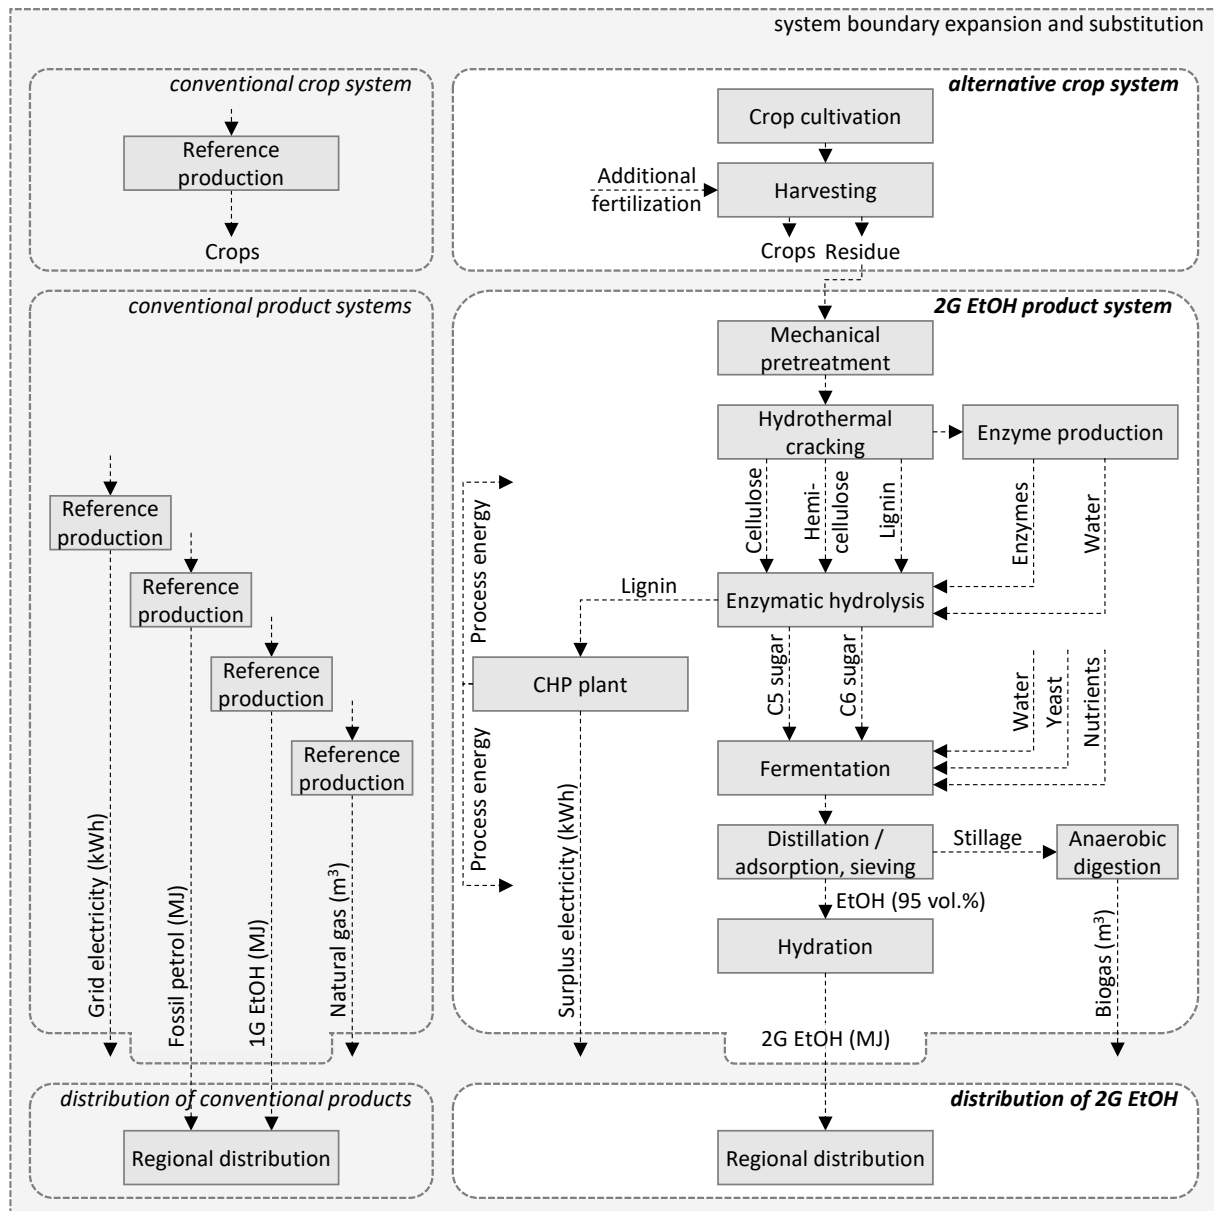 system boundary expansion and substitution
conventional crop system
Reference
production
Crops
alternative crop system
Crop cultivation
Additional
fertilization
Harvesting
Crops
Residue
conventional product systems
Reference
production
Reference
production
Reference
production
Reference
production
Grid electricity (kWh)
Fossil petrol (MJ)
1G EtOH (MJ)
Natural gas (m³)
2G EtOH product system
Mechanical
pretreatment
Hydrothermal
cracking
Enzyme production
Cellulose
Hemi-
cellulose
Lignin
Enzymes
Water
Process energy
Lignin
Enzymatic hydrolysis
CHP plant
C5 sugar
C6 sugar
Water
Yeast
Nutrients
Process energy
Surplus electricity (kWh)
Fermentation
Distillation /
adsorption, sieving
Stillage
Anaerobic
digestion
EtOH (95 vol.%)
Hydration
Biogas (m³)
2G EtOH (MJ)
distribution of conventional products
Regional distribution
distribution of 2G EtOH
Regional distribution